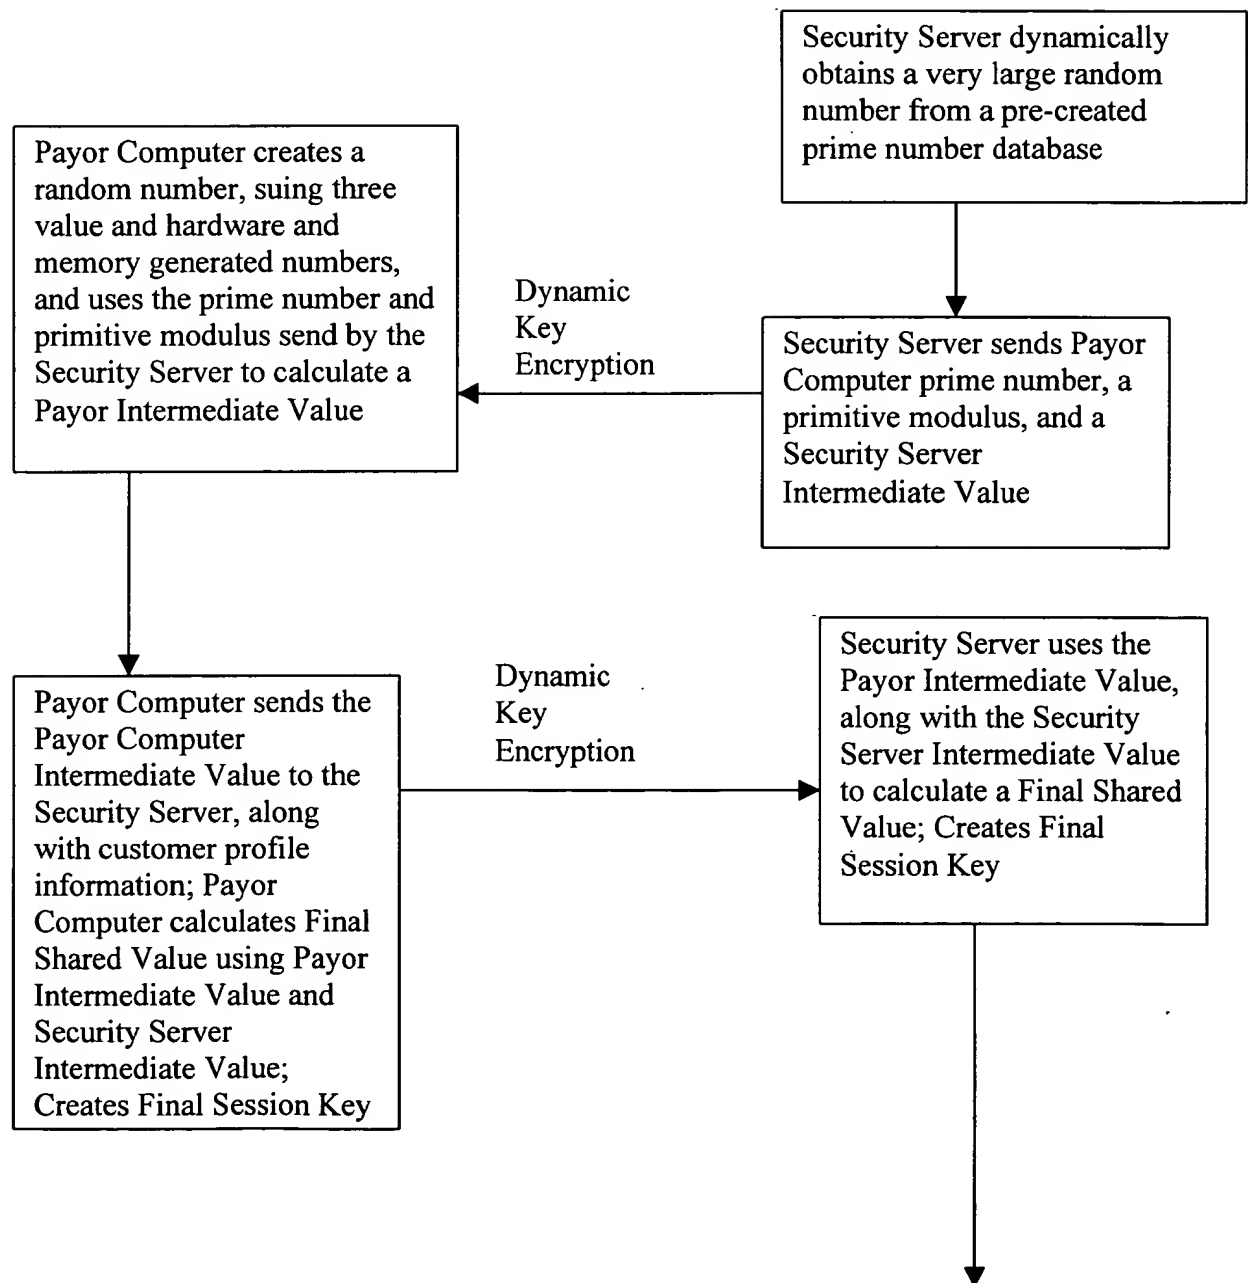 Security Server dynamically
obtains a very large random
number from a pre-created
prime number database
Payor Computer creates a
random number, suing three
value and hardware and
memory generated numbers,
and uses the prime number and
primitive modulus send by the
Security Server to calculate a
Payor Intermediate Value
Dynamic
Key
Encryption
Security Server sends Payor
Computer prime number, a
primitive modulus, and a
Security Server
Intermediate Value
Payor Computer sends the
Payor Computer
Intermediate Value to the
Security Server, along
with customer profile
information; Payor
Computer calculates Final
Shared Value using Payor
Intermediate Value and
Security Server
Intermediate Value;
Creates Final Session Key
Dynamic
Key
Encryption
Security Server uses the
Payor Intermediate Value,
along with the Security
Server Intermediate Value
to calculate a Final Shared
Value; Creates Final
Session Key